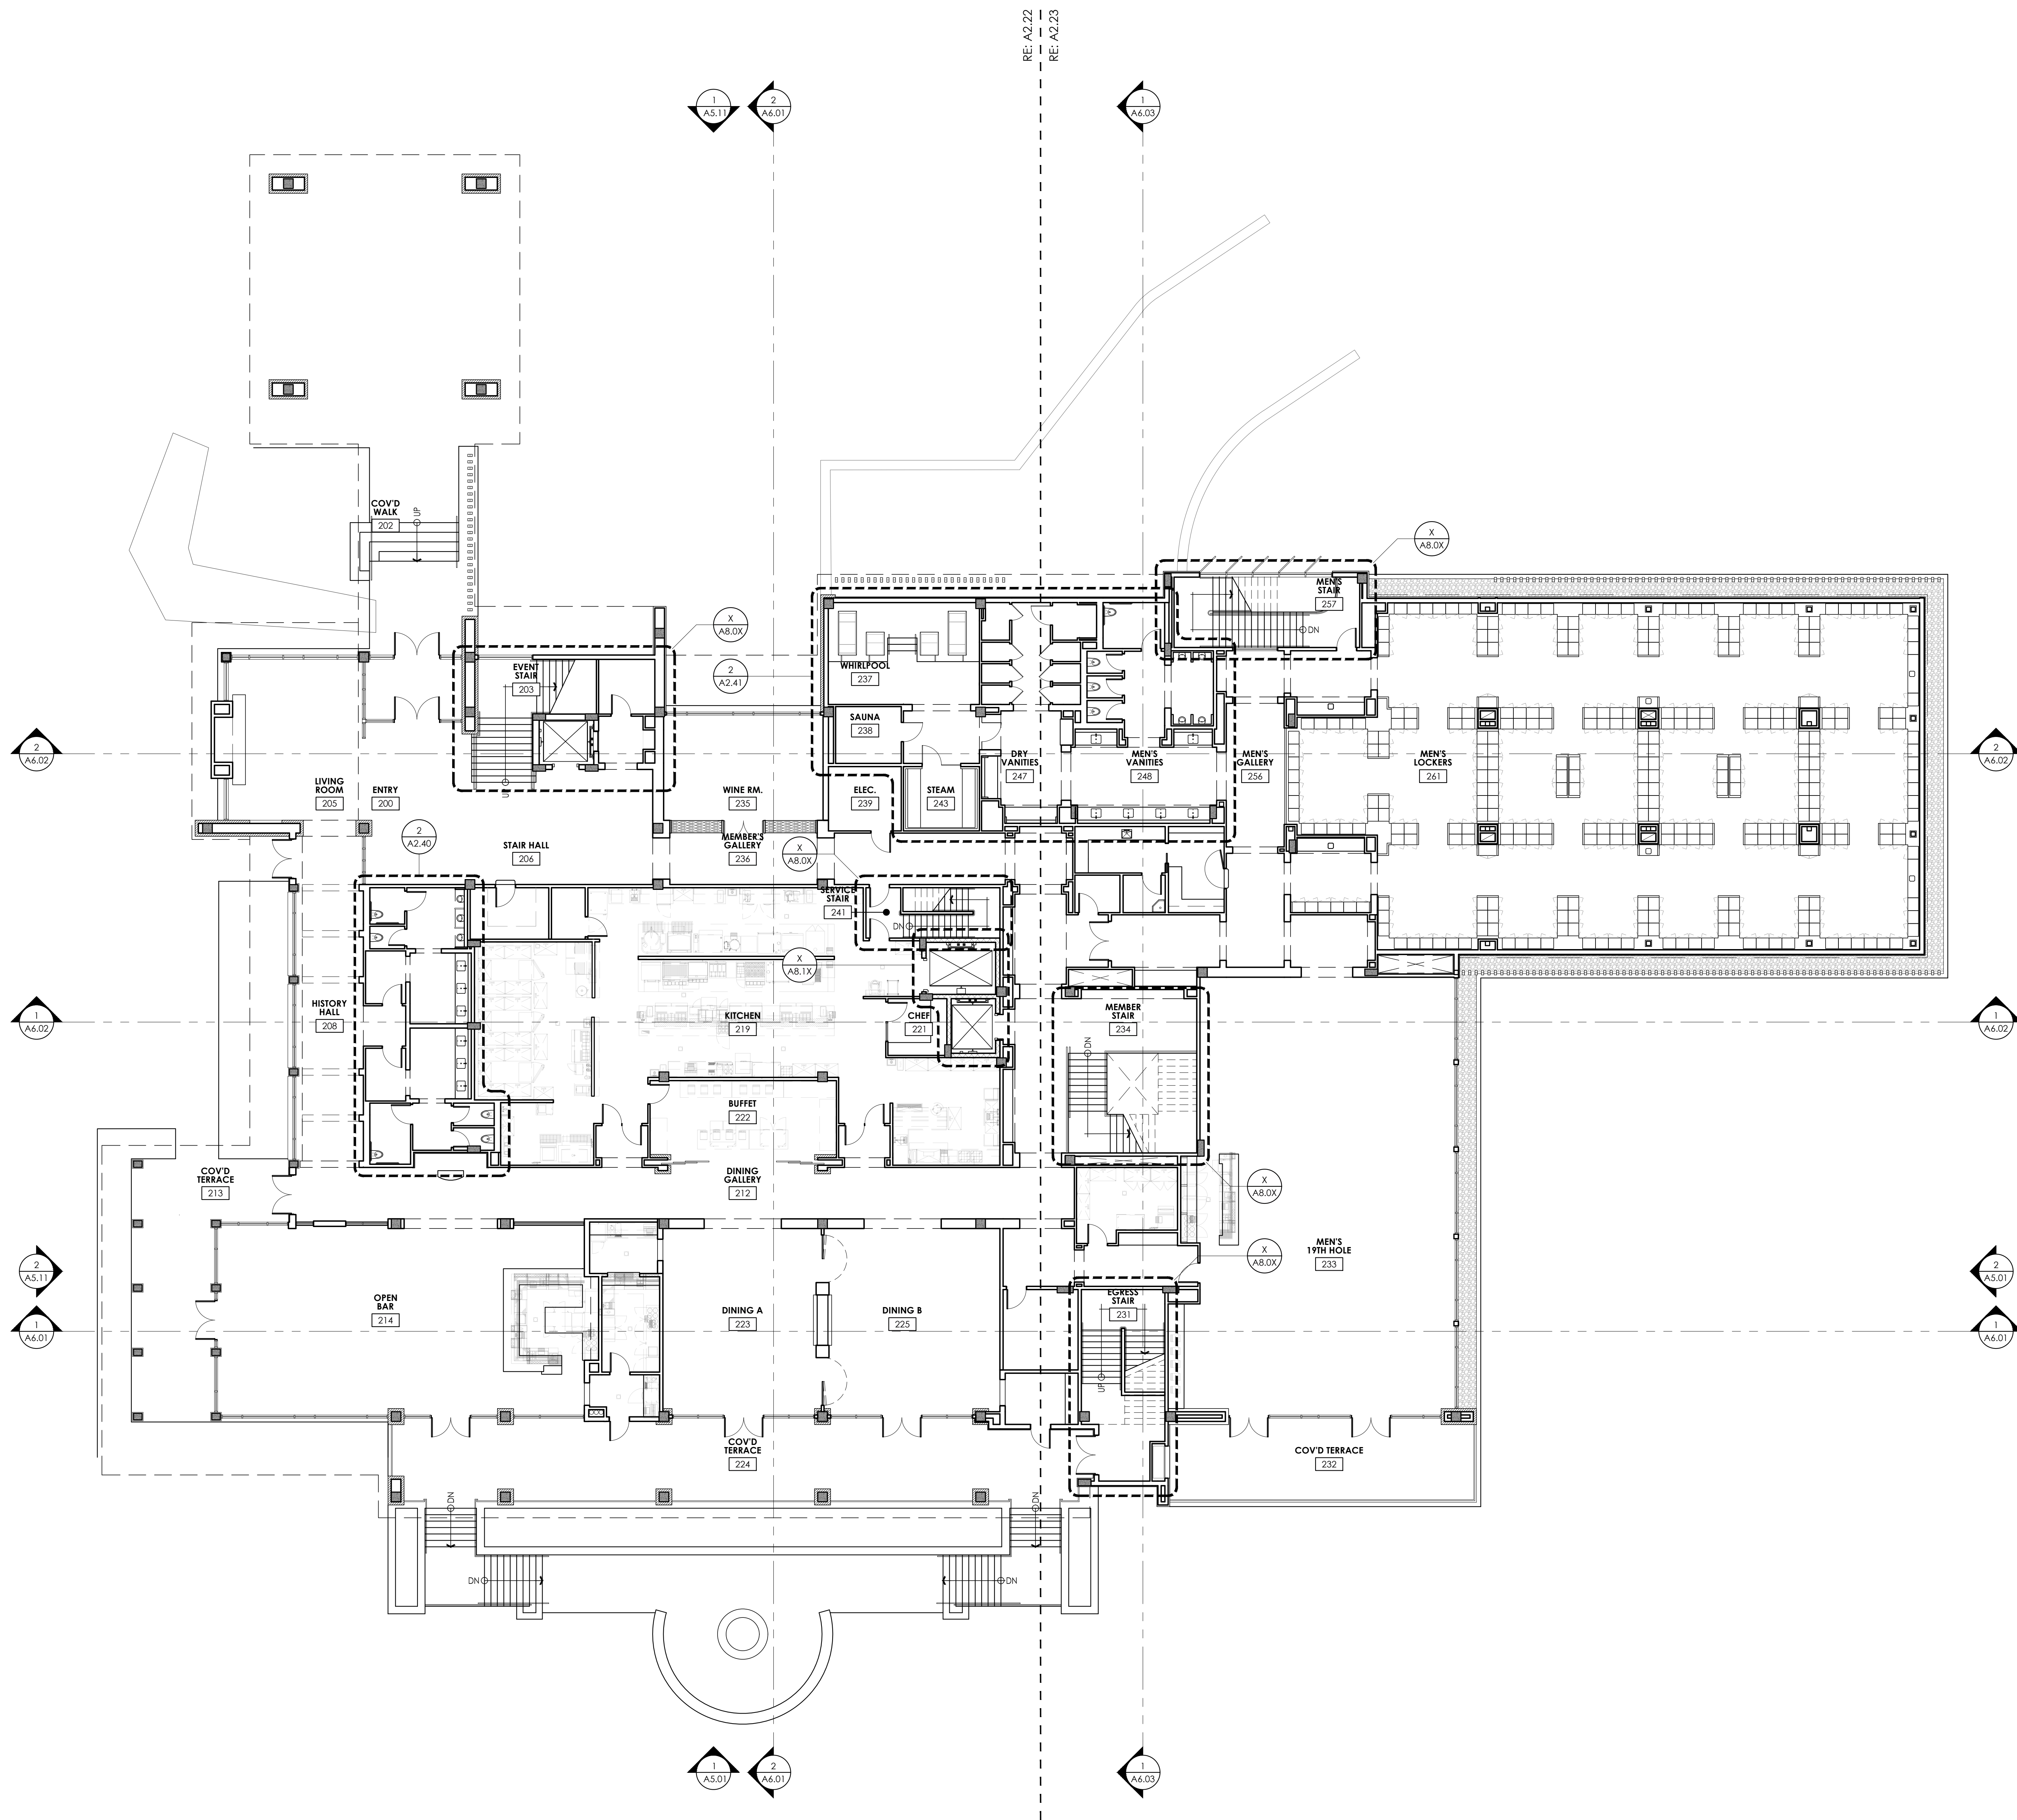 RE: A2.22
RE: A2.23
1
A5.11
2
A6.01
1
A6.03
COV'D
WALK
202
UP
X
A8.0X
MEN'S
STAIR
257
DN
X
A8.0X
EVENT
STAIR
203
UP
2
A2.41
WHIRLPOOL
237
SAUNA
238
2
A6.02
DRY
VANITIES
247
MEN'S
VANITIES
248
MEN'S
GALLERY
256
MEN'S
LOCKERS
261
2
A6.02
LIVING
ROOM
205
ENTRY
200
WINE RM.
235
ELEC.
239
STEAM
243
2
A2.40
STAIR HALL
206
MEMBER'S
GALLERY
236
X
A8.0X
SERVICE
STAIR
241
DN
X
A8.1X
1
A6.02
HISTORY
HALL
208
KITCHEN
219
CHEF
221
MEMBER
STAIR
234
DN
1
A6.02
BUFFET
222
COV'D
TERRACE
213
DINING
GALLERY
212
X
A8.0X
2
A5.11
MEN'S
19TH HOLE
233
X
A8.0X
2
A5.01
OPEN
BAR
214
DINING A
223
DINING B
225
EGRESS
STAIR
231
UP
1
A6.01
1
A6.01
COV'D
TERRACE
224
COV'D TERRACE
232
DN
DN
DN
DN
1
A5.01
2
A6.01
1
A6.03